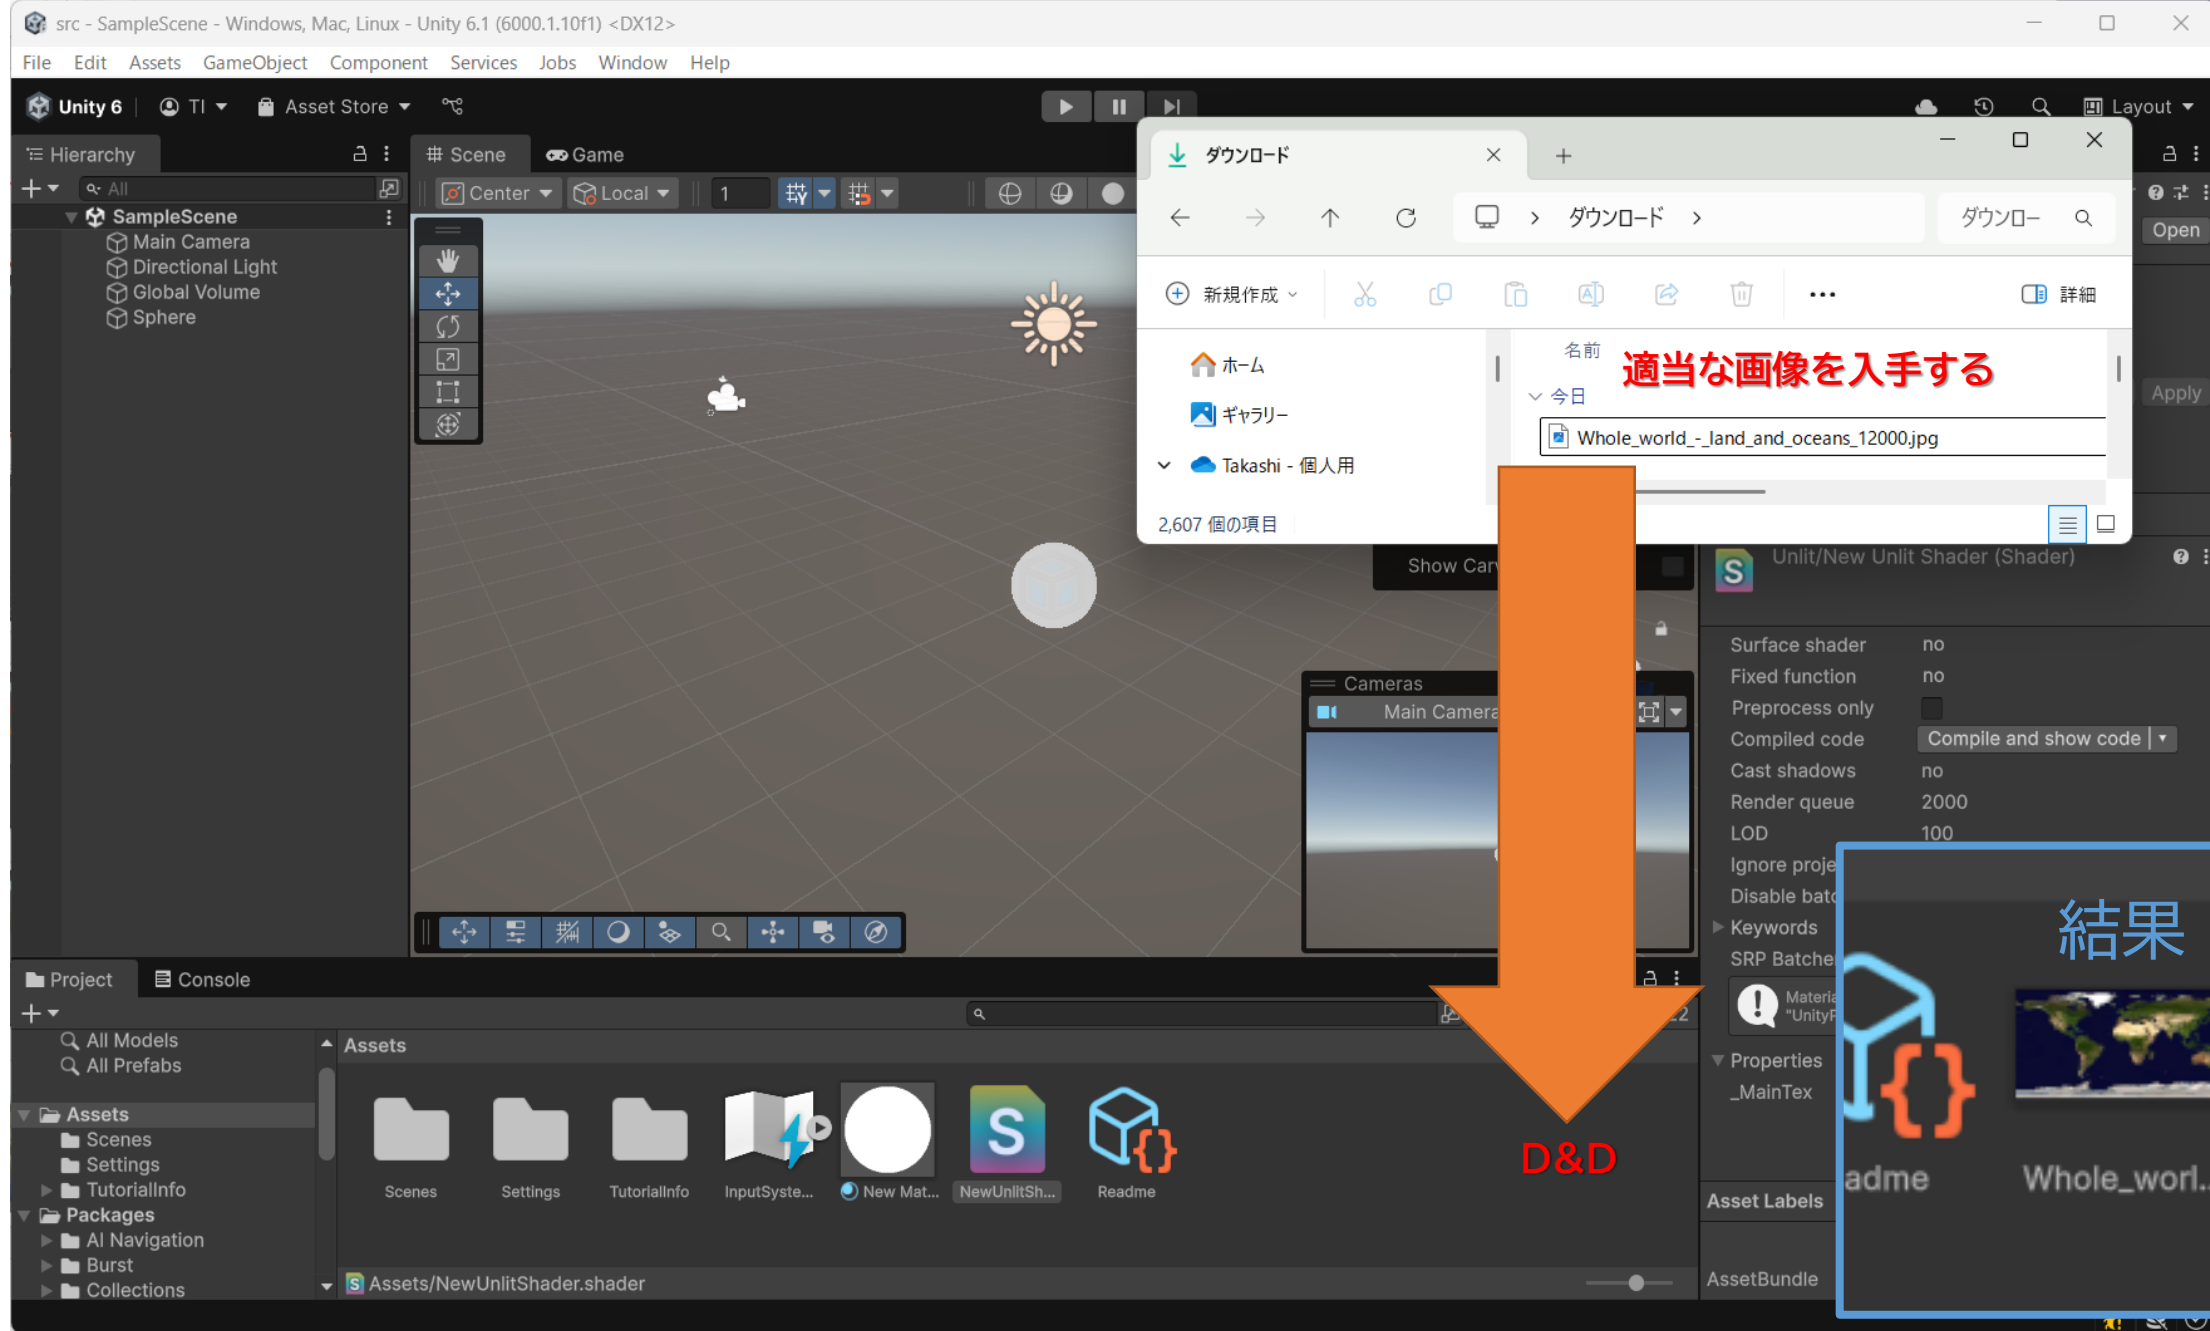 src - SampleScene - Windows, Mac, Linux - Unity 6.1 (6000.1.10f1) <DX12>
File Edit Assets GameObject Component Services Jobs Window Help
Unity 6 TI Asset Store Layout
Hierarchy
All
SampleScene
Main Camera
Directional Light
Global Volume
Sphere
Scene Game
Center Local 1
ダウンロード
ダウンロード ダウンロー
新規作成 詳細
ホーム
ギャラリー
Takashi - 個人用
名前
適当な画像を入手する
今日
Whole_world_-_land_and_oceans_12000.jpg
2,607 個の項目
Open
Apply
Show
Cameras
Main Camera
Unlit/New Unlit Shader (Shader)
Surface shader no
Fixed function no
Preprocess only
Compiled code Compile and show code
Cast shadows no
Render queue 2000
LOD 100
Ignore proje
Disable batc
Keywords
SRP Batche
Materia
"UnityP
Properties
_MainTex
Asset Labels
AssetBundle
結果
adme
Whole_worl..
Project Console
All Models
All Prefabs
Assets
Scenes
Settings
TutorialInfo
Packages
AI Navigation
Burst
Collections
Assets
Scenes
Settings
TutorialInfo
InputSyste...
New Mat...
NewUnlitSh...
Readme
D&D
Assets/NewUnlitShader.shader